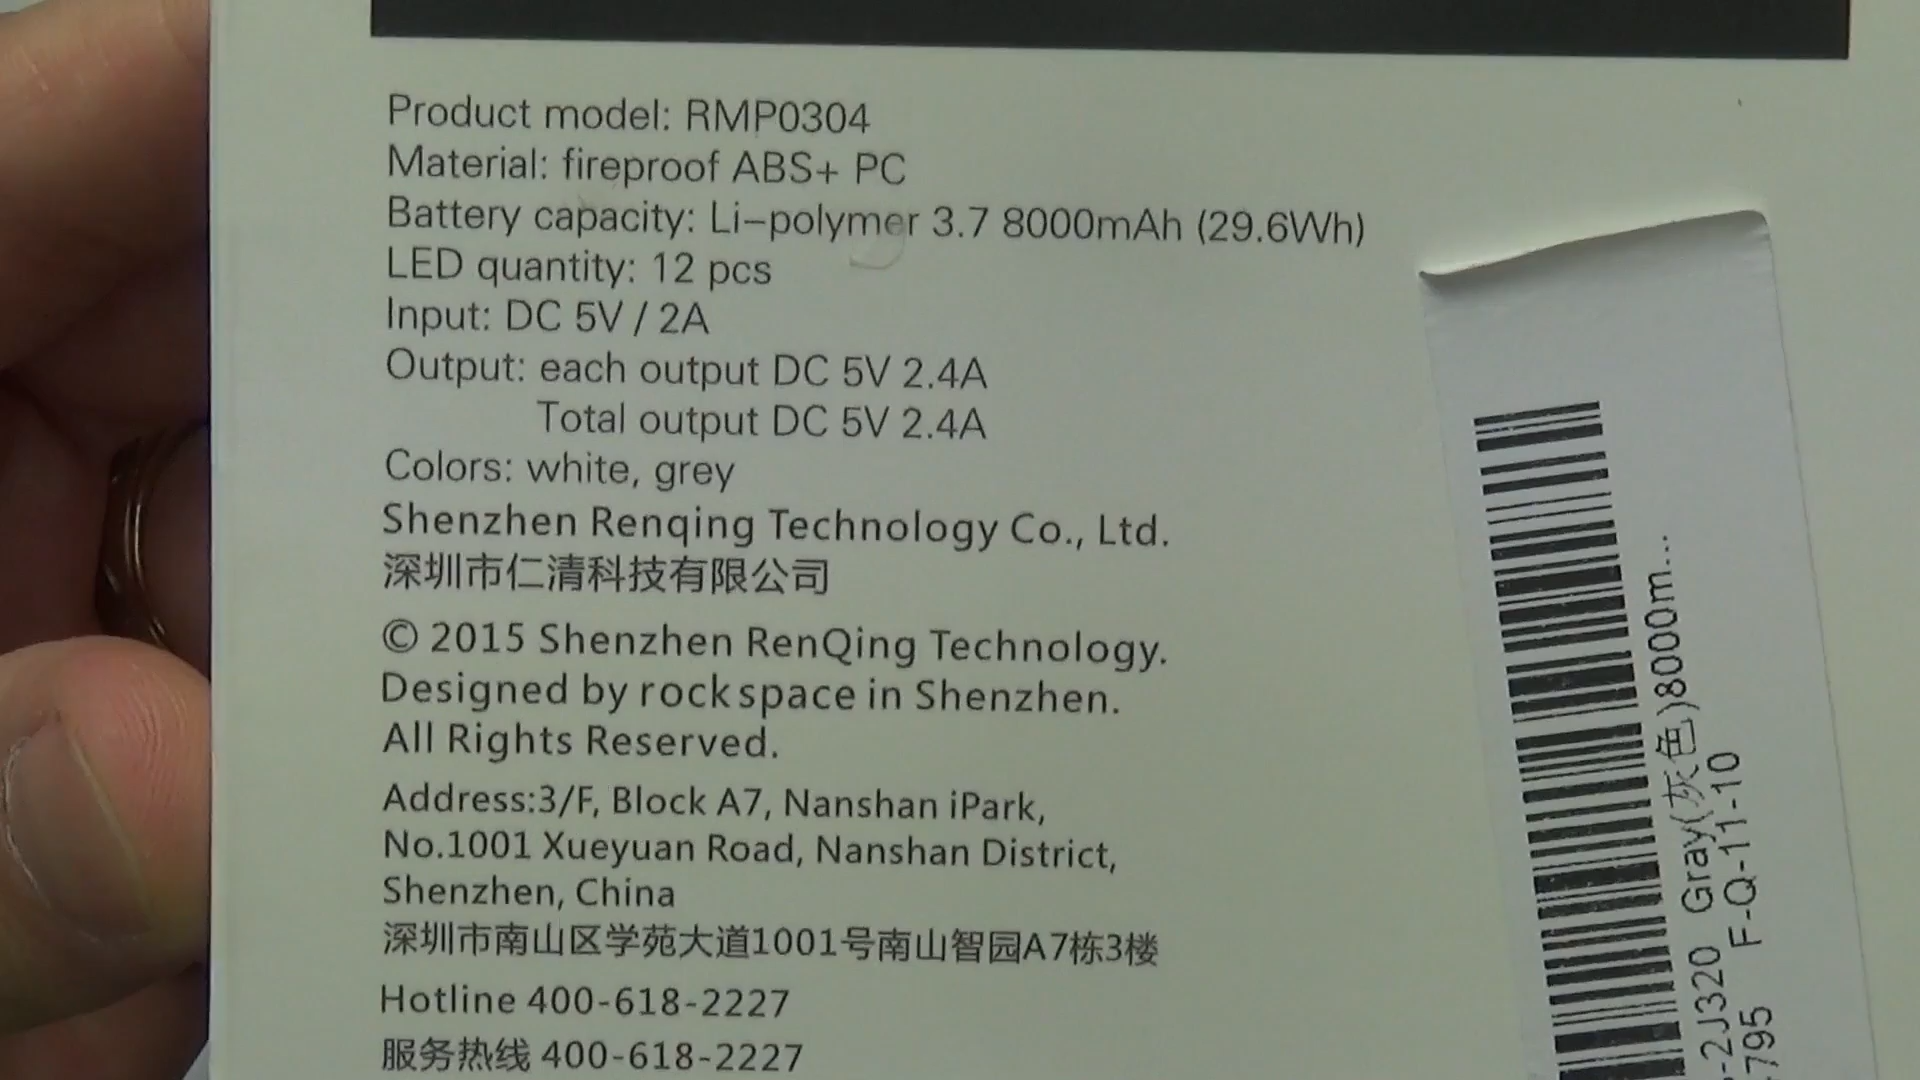 Product model: RMP0304
Material: fireproof ABS+ PC
Battery capacity: Li-polymer 3.7 8000mAh (29.6Wh)
LED quantity: 12 pcs
Input: DC 5V / 2A
Output: each output DC 5V 2.4A
Total output DC 5V 2.4A
Colors: white, grey
Shenzhen Renqing Technology Co., Ltd.
深圳市仁清科技有限公司
© 2015 Shenzhen RenQing Technology.
Designed by rock space in Shenzhen.
All Rights Reserved.
Address:3/F, Block A7, Nanshan iPark,
No.1001 Xueyuan Road, Nanshan District,
Shenzhen, China
深圳市南山区学苑大道1001号南山智园A7栋3楼
Hotline 400-618-2227
服务热线 400-618-2227
-2J320 Gray(灰色)8000m...
795 F-Q-11-10